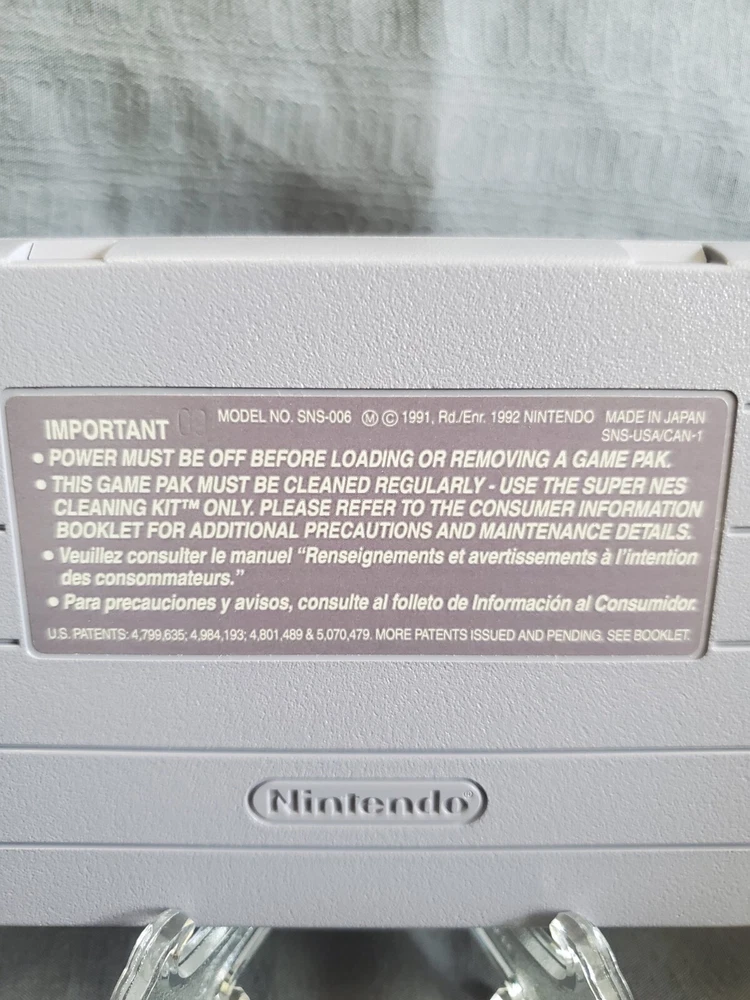 IMPORTANT 00 MODEL NO. SNS-006 Ⓜ © 1991, Rd./Enr. 1992 NINTENDO MADE IN JAPAN
SNS-USA/CAN-1
• POWER MUST BE OFF BEFORE LOADING OR REMOVING A GAME PAK.
• THIS GAME PAK MUST BE CLEANED REGULARLY - USE THE SUPER NES
CLEANING KIT™ ONLY. PLEASE REFER TO THE CONSUMER INFORMATION
BOOKLET FOR ADDITIONAL PRECAUTIONS AND MAINTENANCE DETAILS.
• Veuillez consulter le manuel “Renseignements et avertissements à l’intention
des consommateurs.”
• Para precauciones y avisos, consulte al folleto de Información al Consumidor.
U.S. PATENTS: 4,799,635; 4,984,193; 4,801,489 & 5,070,479. MORE PATENTS ISSUED AND PENDING. SEE BOOKLET.
Nintendo®